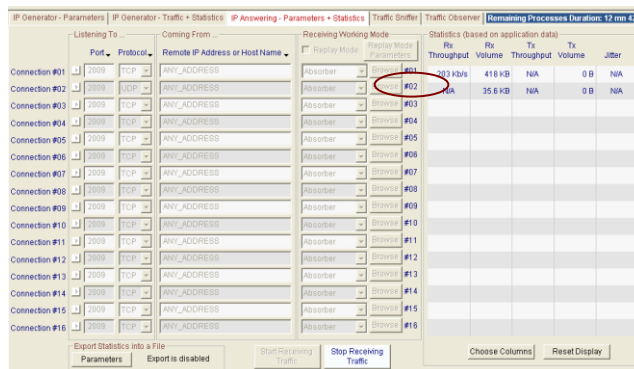 IP Generator - Parameters IP Generator - Traffic + Statistics IP Answering - Parameters + Statistics Traffic Sniffer Traffic Observer Remaining Processes Duration: 12 mn 4
Listening To ... Coming From ... Receiving Working Mode Statistics (based on application data)
Port Protocol Remote IP Address or Host Name Replay Mode Replay Mode Parameters Rx Throughput Rx Volume Tx Throughput Tx Volume Jitter
Connection #01 2009 TCP ANY_ADDRESS Absorber Browse #01 203 Kb/s 418 KB N/A 0 B N/A
Connection #02 2009 UDP ANY_ADDRESS Absorber Browse #02 N/A 35.6 KB N/A 0 B N/A
Connection #03 2009 TCP ANY_ADDRESS Absorber Browse #03
Connection #04 2009 TCP ANY_ADDRESS Absorber Browse #04
Connection #05 2009 TCP ANY_ADDRESS Absorber Browse #05
Connection #06 2009 TCP ANY_ADDRESS Absorber Browse #06
Connection #07 2009 TCP ANY_ADDRESS Absorber Browse #07
Connection #08 2009 TCP ANY_ADDRESS Absorber Browse #08
Connection #09 2009 TCP ANY_ADDRESS Absorber Browse #09
Connection #10 2009 TCP ANY_ADDRESS Absorber Browse #10
Connection #11 2009 TCP ANY_ADDRESS Absorber Browse #11
Connection #12 2009 TCP ANY_ADDRESS Absorber Browse #12
Connection #13 2009 TCP ANY_ADDRESS Absorber Browse #13
Connection #14 2009 TCP ANY_ADDRESS Absorber Browse #14
Connection #15 2009 TCP ANY_ADDRESS Absorber Browse #15
Connection #16 2009 TCP ANY_ADDRESS Absorber Browse #16
Export Statistics into a File
Parameters Export is disabled Start Receiving Traffic Stop Receiving Traffic Choose Columns Reset Display